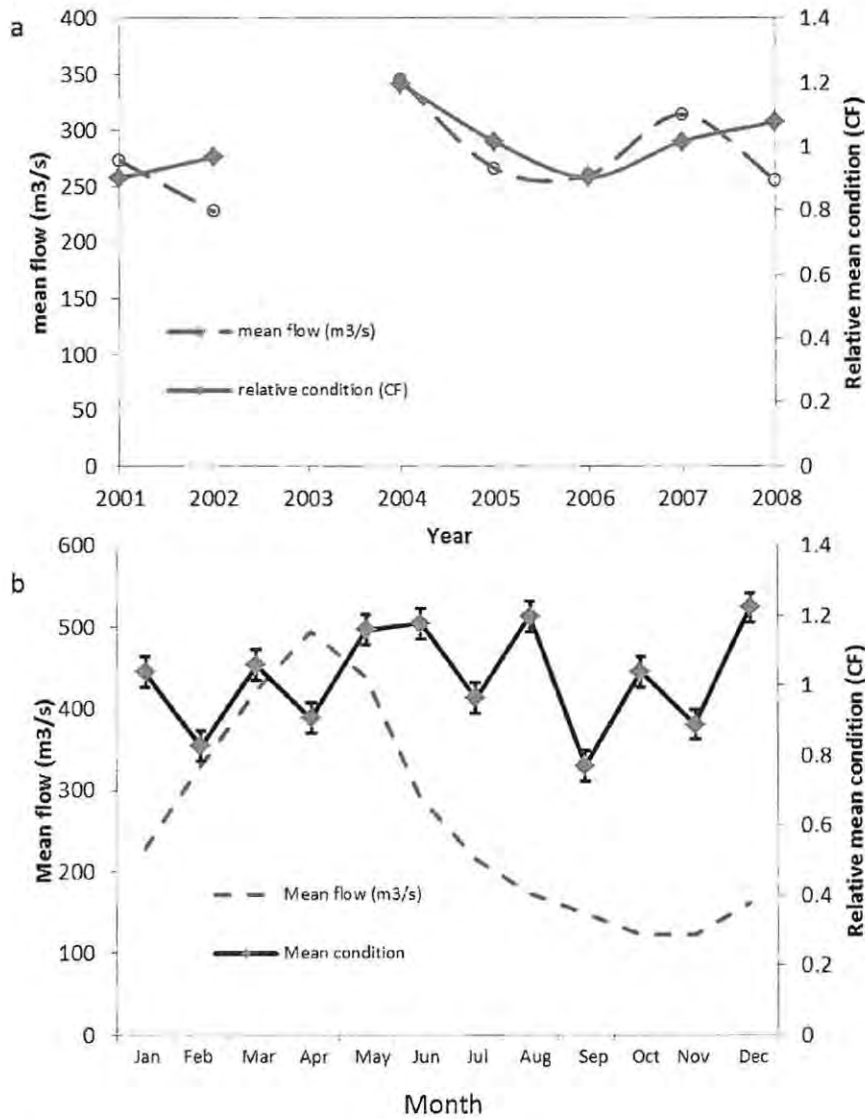 a
400
350
300
250
200
150
100
50
0
mean flow (m3/s)
1.4
1.2
1
0.8
0.6
0.4
0.2
0
Relative mean condition (CF)
mean flow (m3/s)
relative condition (CF)
2001 2002 2003 2004 2005 2006 2007 2008
Year
b
600
500
400
300
200
100
0
Mean flow (m3/s)
1.4
1.2
1
0.8
0.6
0.4
0.2
0
Relative mean condition (CF)
Mean flow (m3/s)
Mean condition
Jan Feb Mar Apr May Jun Jul Aug Sep Oct Nov Dec
Month